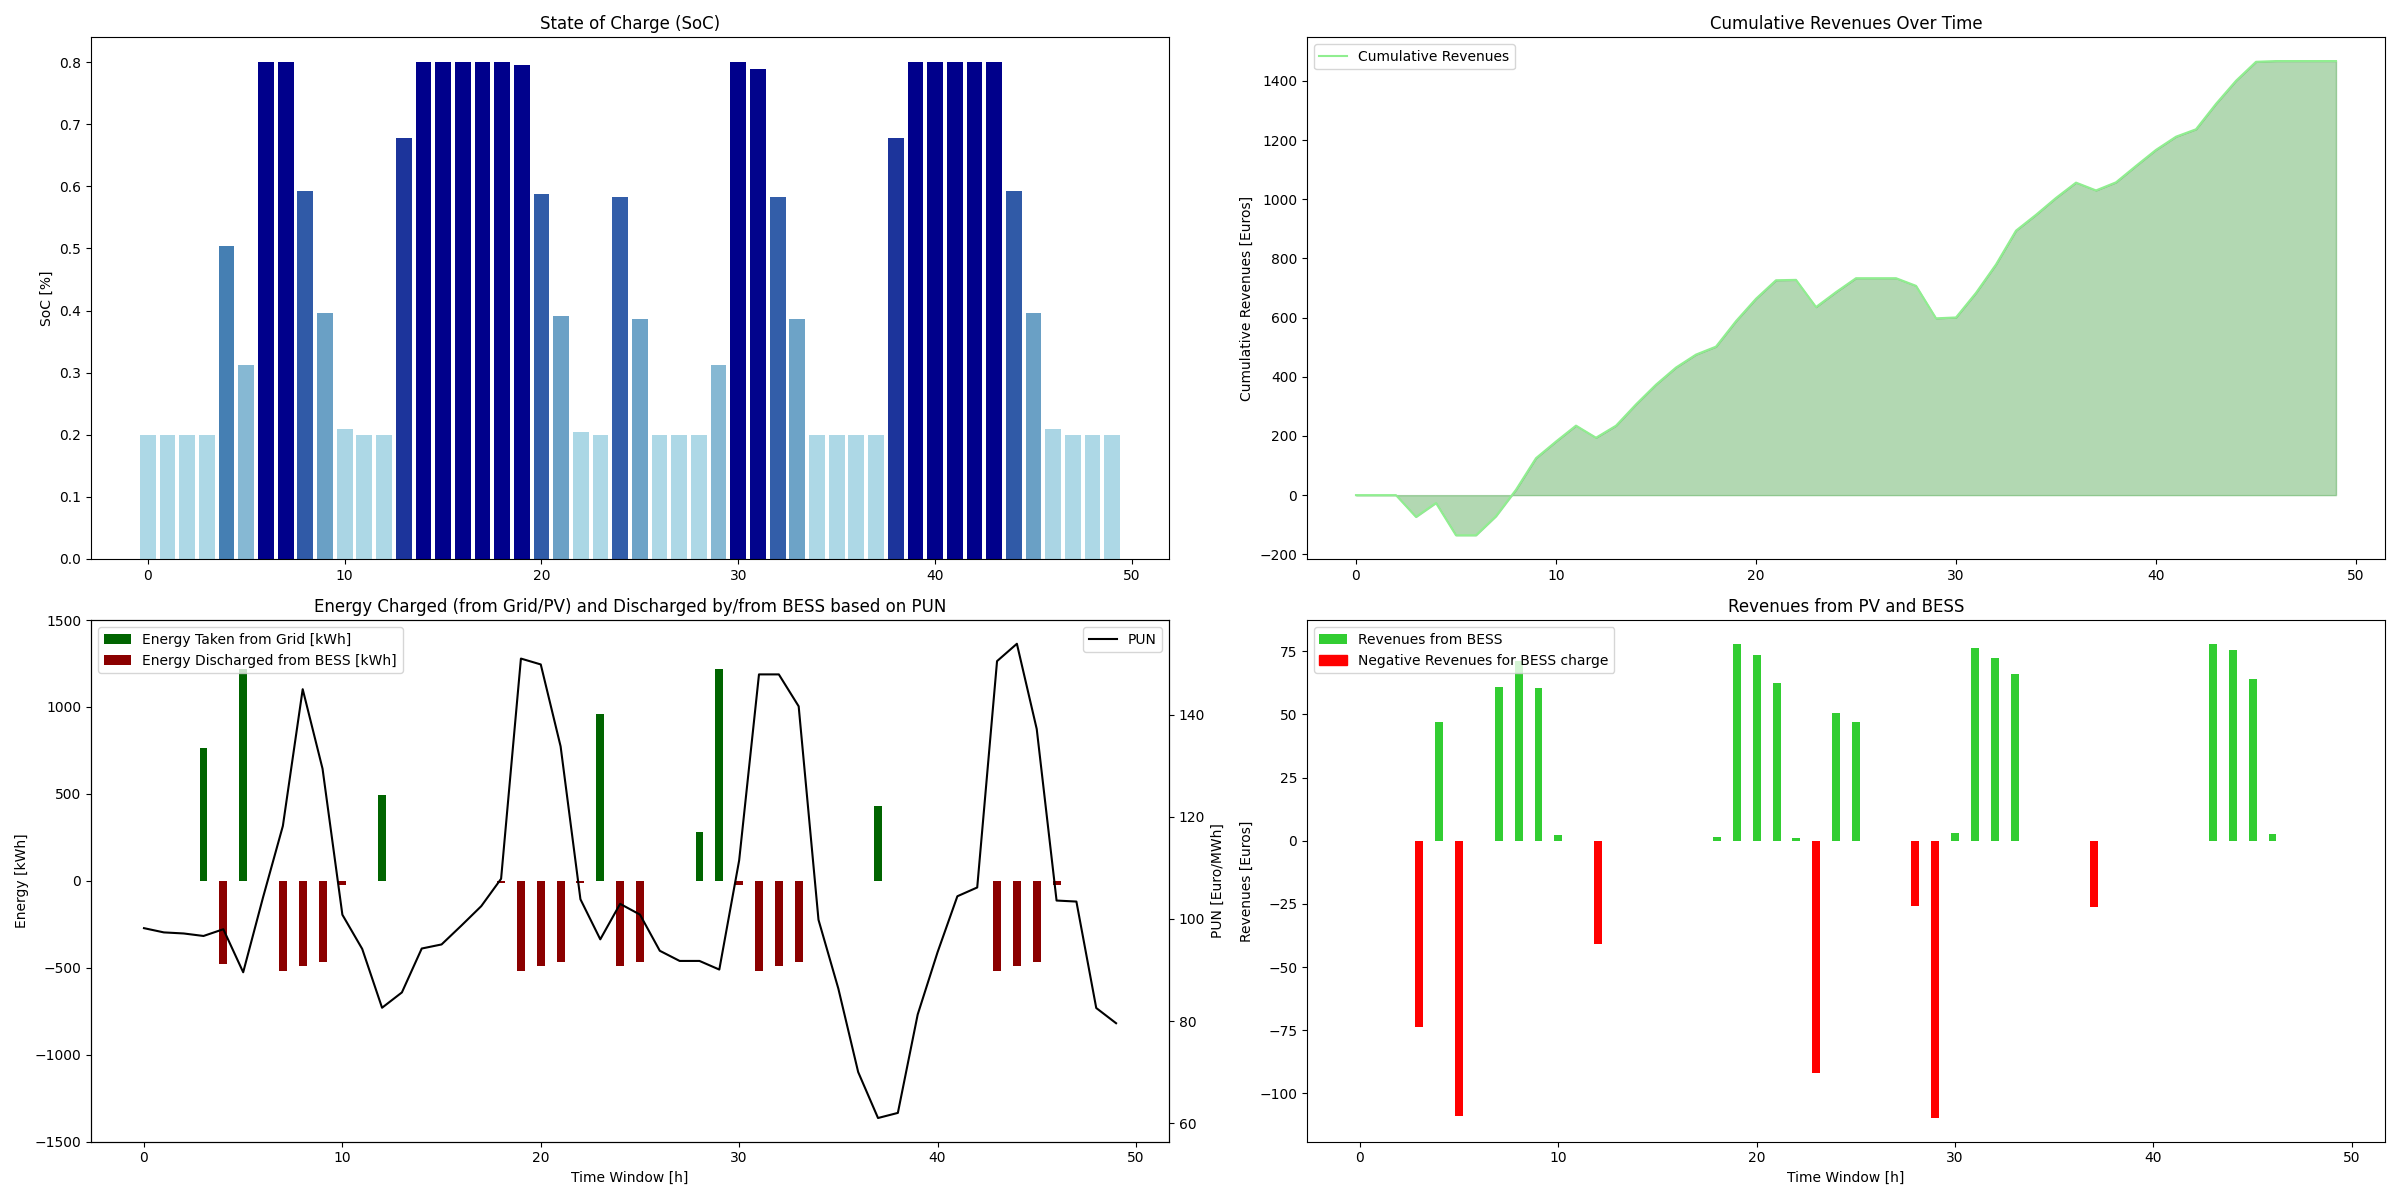 State of Charge (SoC)
SoC [%]
0.8
0.7
0.6
0.5
0.4
0.3
0.2
0.1
0.0
0 10 20 30 40 50
Cumulative Revenues Over Time
Cumulative Revenues
Cumulative Revenues [Euros]
1400
1200
1000
800
600
400
200
0
−200
0 10 20 30 40 50
Energy Charged (from Grid/PV) and Discharged by/from BESS based on PUN
Energy Taken from Grid [kWh]
Energy Discharged from BESS [kWh]
PUN
Energy [kWh]
1500
1000
500
0
−500
−1000
−1500
140
120
100
80
60
PUN [Euro/MWh]
0 10 20 30 40 50
Time Window [h]
Revenues from PV and BESS
Revenues from BESS
Negative Revenues for BESS charge
Revenues [Euros]
75
50
25
0
−25
−50
−75
−100
0 10 20 30 40 50
Time Window [h]